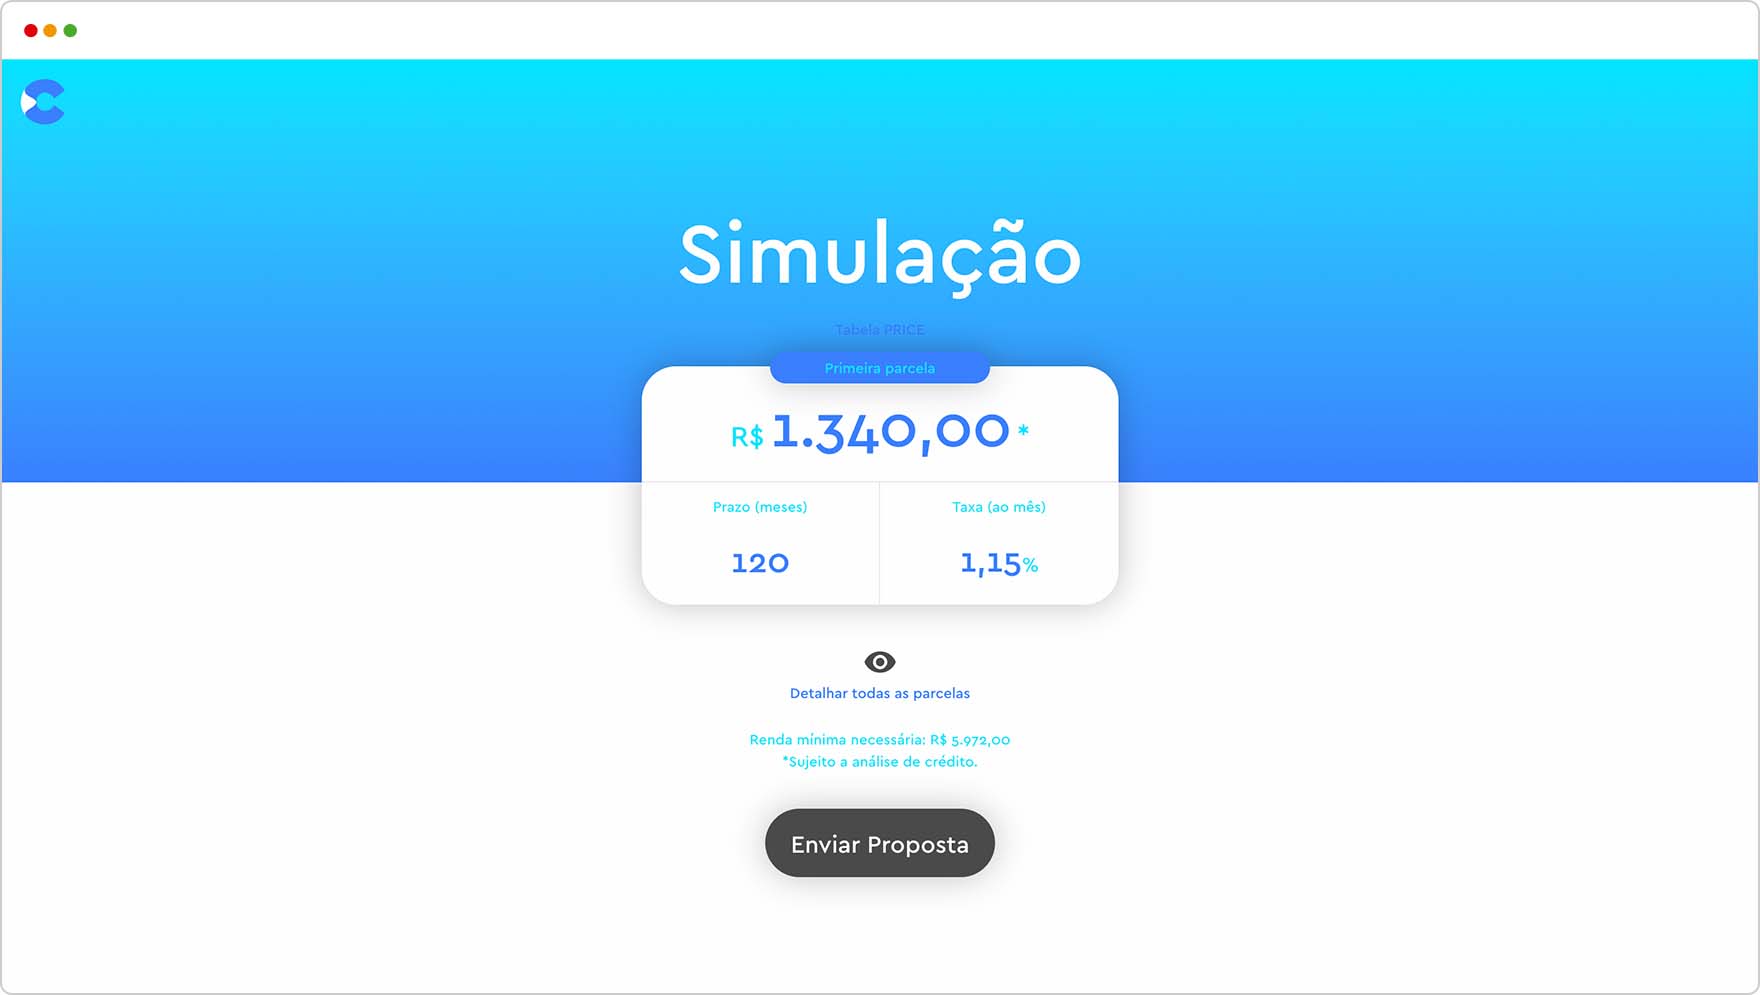 Simulação
Tabela PRICE
Primeira parcela
R$ 1.340,00 *
Prazo (meses)
120
Taxa (ao mês)
1,15%
Detalhar todas as parcelas
Renda mínima necessária: R$ 5.972,00
*Sujeito a análise de crédito.
Enviar Proposta